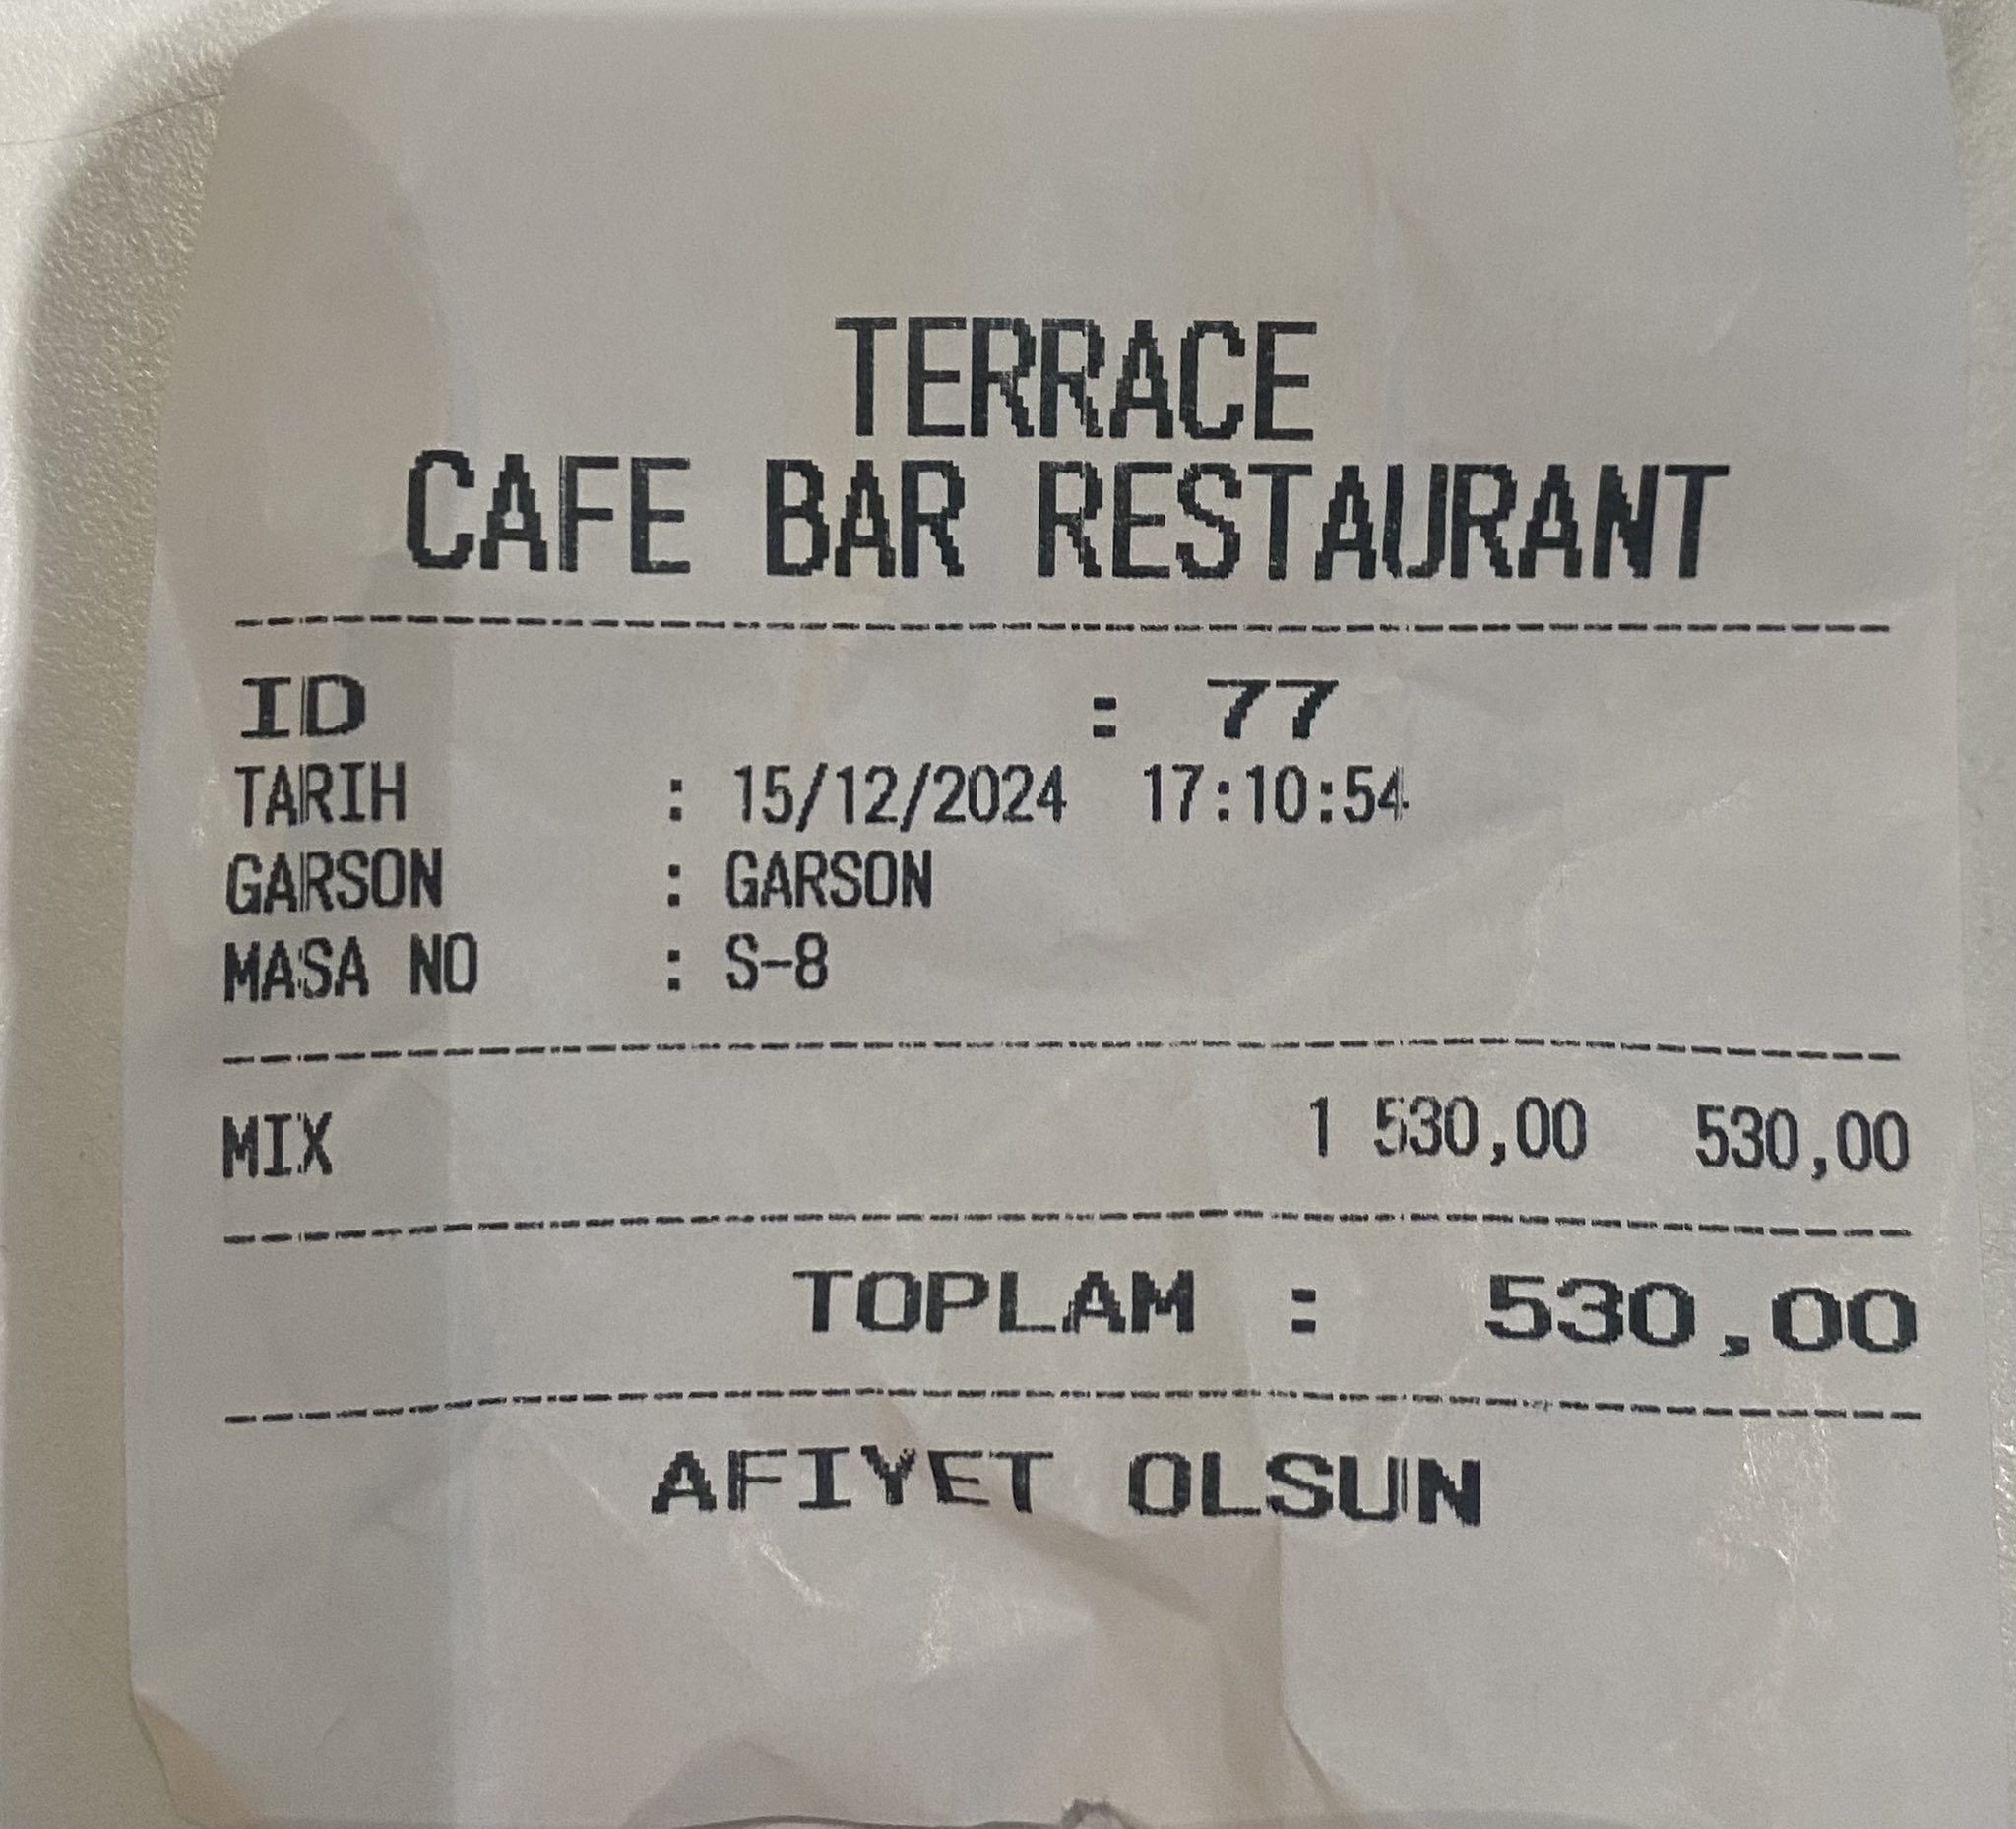 TERRACE
CAFE BAR RESTAURANT
ID : 77
TARIH : 15/12/2024 17:10:54
GARSON : GARSON
MASA NO : S-8
MIX 1 530,00 530,00
TOPLAM : 530,00
AFIYET OLSUN